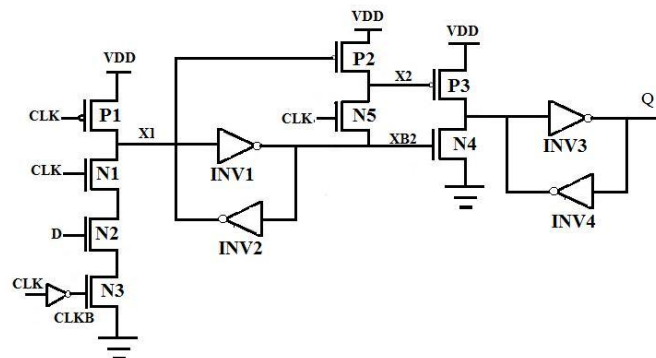 VDD
VDD
VDD
P2
X2
P3
CLK
P1
X1
CLK
N5
Q
CLK
N1
INV1
XB2
N4
INV3
D
N2
INV2
INV4
CLK
N3
CLKB